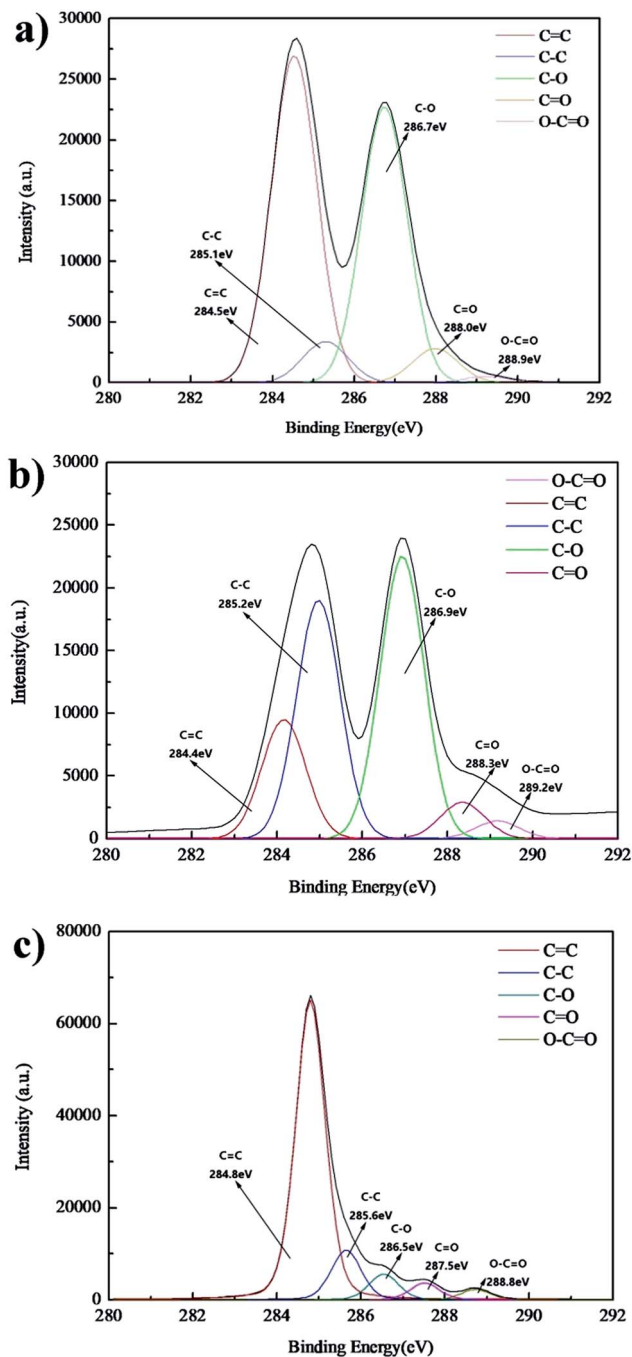 a)
30000
25000
20000
15000
10000
5000
0
Intensity (a.u.)
C=C
C-C
C-O
C=O
O-C=O
C-O
286.7eV
C-C
285.1eV
C=C
284.5eV
C=O
288.0eV
O-C=O
288.9eV
280 282 284 286 288 290 292
Binding Energy(eV)
b)
30000
25000
20000
15000
10000
5000
0
Intensity(a.u.)
O-C=O
C=C
C-C
C-O
C=O
C-C
285.2eV
C-O
286.9eV
C=C
284.4eV
C=O
288.3eV
O-C=O
289.2eV
280 282 284 286 288 290 292
Binding Energy(eV)
c)
80000
60000
40000
20000
0
Intensity (a.u.)
C=C
C-C
C-O
C=O
O-C=O
C=C
284.8eV
C-C
285.6eV
C-O
286.5eV
C=O
287.5eV
O-C=O
288.8eV
280 282 284 286 288 290 292
Binding Energy(eV)